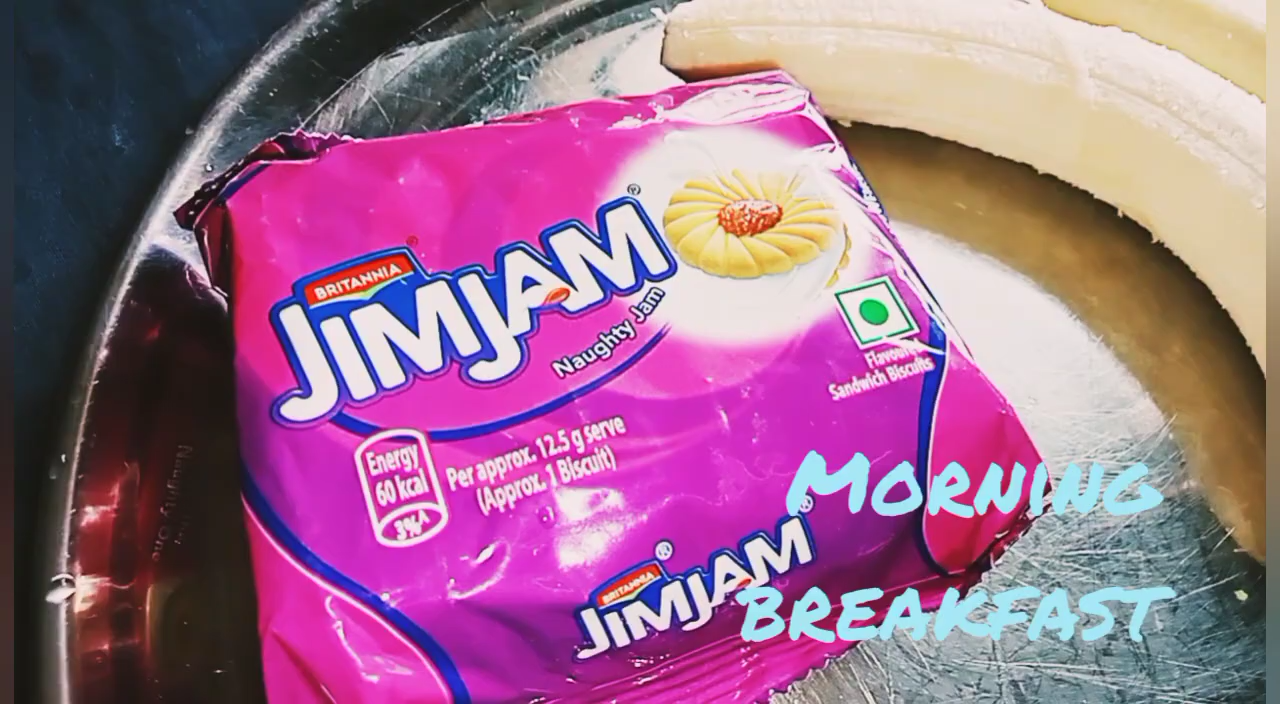 BRITANNIA
JIMJAM®
Naughty Jam
Flavoured
Sandwich Biscuits
Energy
60 kcal
3%^
Per approx. 12.5 g serve
(Approx. 1 Biscuit)
BRITANNIA
JIMJAM®
MORNING
BREAKFAST